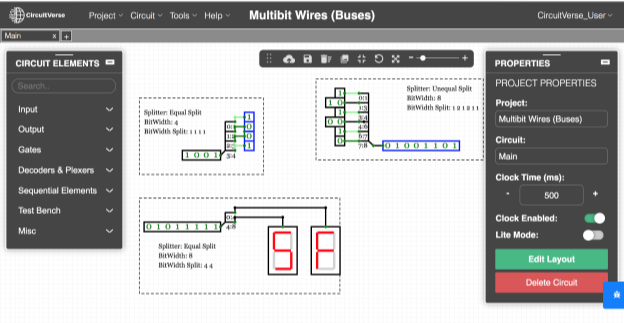 CircuitVerse
Project
Circuit
Tools
Help
Multibit Wires (Buses)
CircuitVerse_User
Main
x
+
CIRCUIT ELEMENTS
Search..
Input
Output
Gates
Decoders & Plexers
Sequential Elements
Test Bench
Misc
Splitter: Equal Split
BitWidth: 4
BitWidth Split: 1 1 1 1
1 0 0 1
3:4
1
0
0
1
Splitter: Unequal Split
BitWidth: 8
BitWidth Split: 1 2 1 2 1 1
1
1 0
1
0 0
1
0
0:1
1:3
3:4
4:6
6:7
7:8
0 1 0 0 1 1 0 1
0 1 0 1 1 1 1 1
4:8
Splitter: Equal Split
BitWidth: 8
BitWidth Split: 4 4
5 F
PROPERTIES
PROJECT PROPERTIES
Project:
Multibit Wires (Buses)
Circuit:
Main
Clock Time (ms):
- 500 +
Clock Enabled:
Lite Mode:
Edit Layout
Delete Circuit